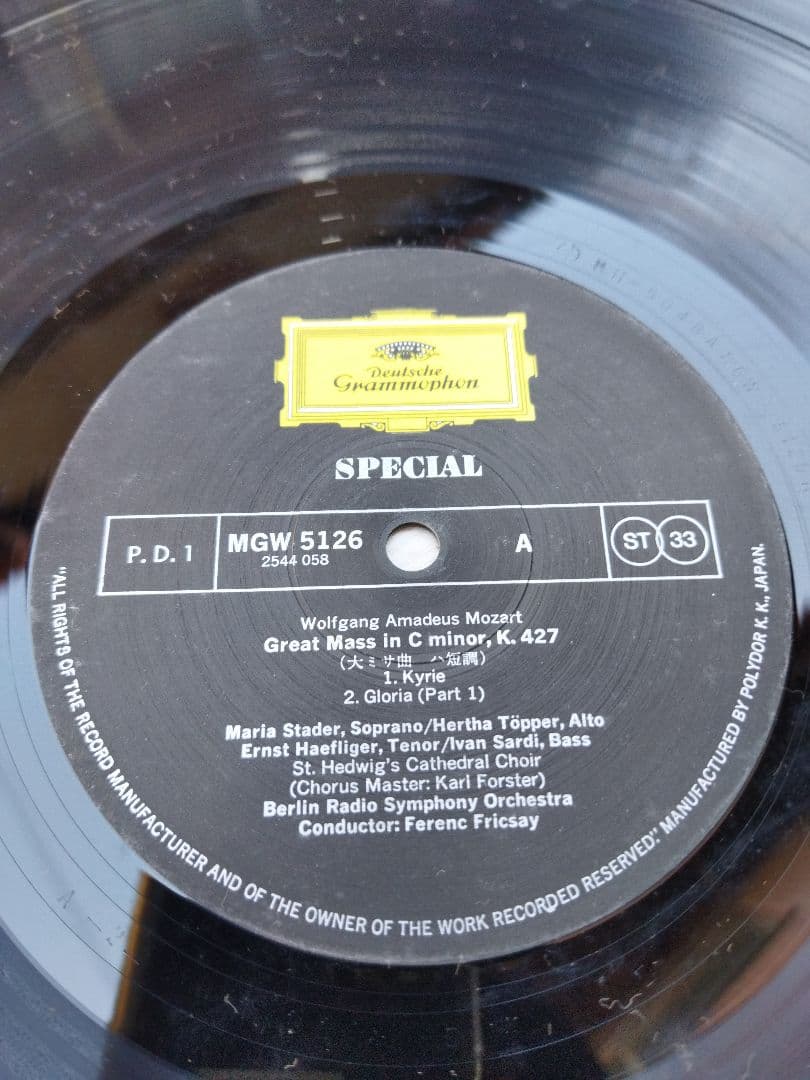 Deutsche
Grammophon
SPECIAL
P. D. 1
MGW 5126
2544 058
A
ST 33
Wolfgang Amadeus Mozart
Great Mass in C minor, K. 427
(大ミサ曲 ハ短調)
1. Kyrie
2. Gloria (Part 1)
Maria Stader, Soprano/Hertha Töpper, Alto
Ernst Haefliger, Tenor/Ivan Sardi, Bass
St. Hedwig's Cathedral Choir
(Chorus Master: Karl Forster)
Berlin Radio Symphony Orchestra
Conductor: Ferenc Fricsay
"ALL RIGHTS OF THE RECORD MANUFACTURER AND OF THE OWNER OF THE WORK RECORDED RESERVED." MANUFACTURED BY POLYDOR K. K., JAPAN.